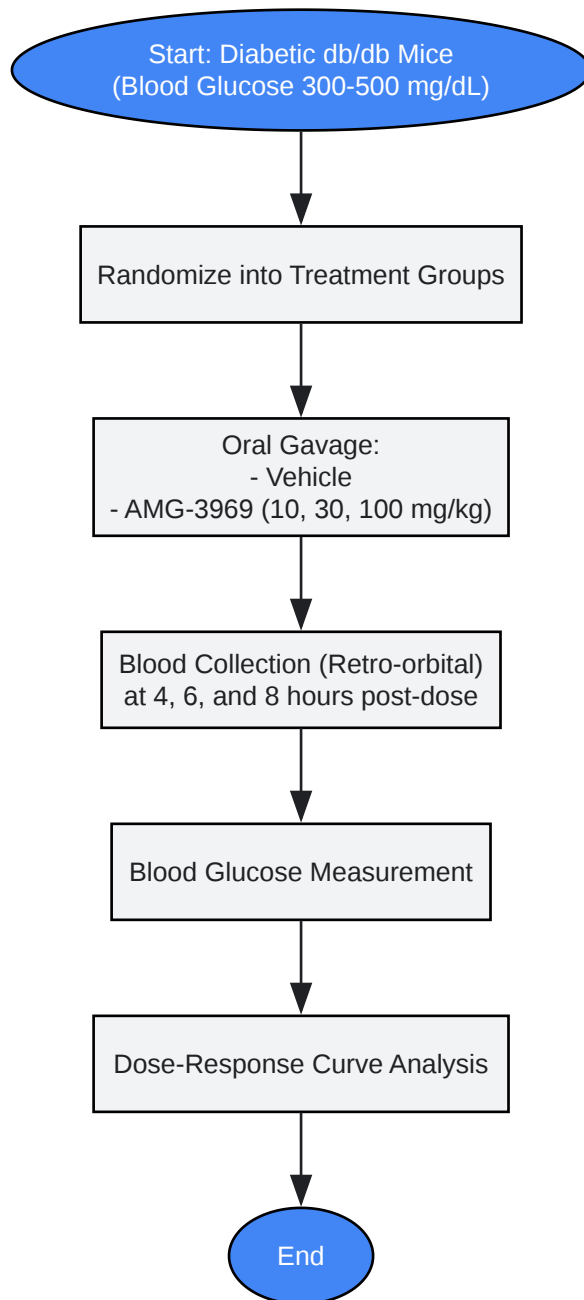 Start: Diabetic db/db Mice
(Blood Glucose 300-500 mg/dL)
Randomize into Treatment Groups
Oral Gavage:
- Vehicle
- AMG-3969 (10, 30, 100 mg/kg)
Blood Collection (Retro-orbital)
at 4, 6, and 8 hours post-dose
Blood Glucose Measurement
Dose-Response Curve Analysis
End